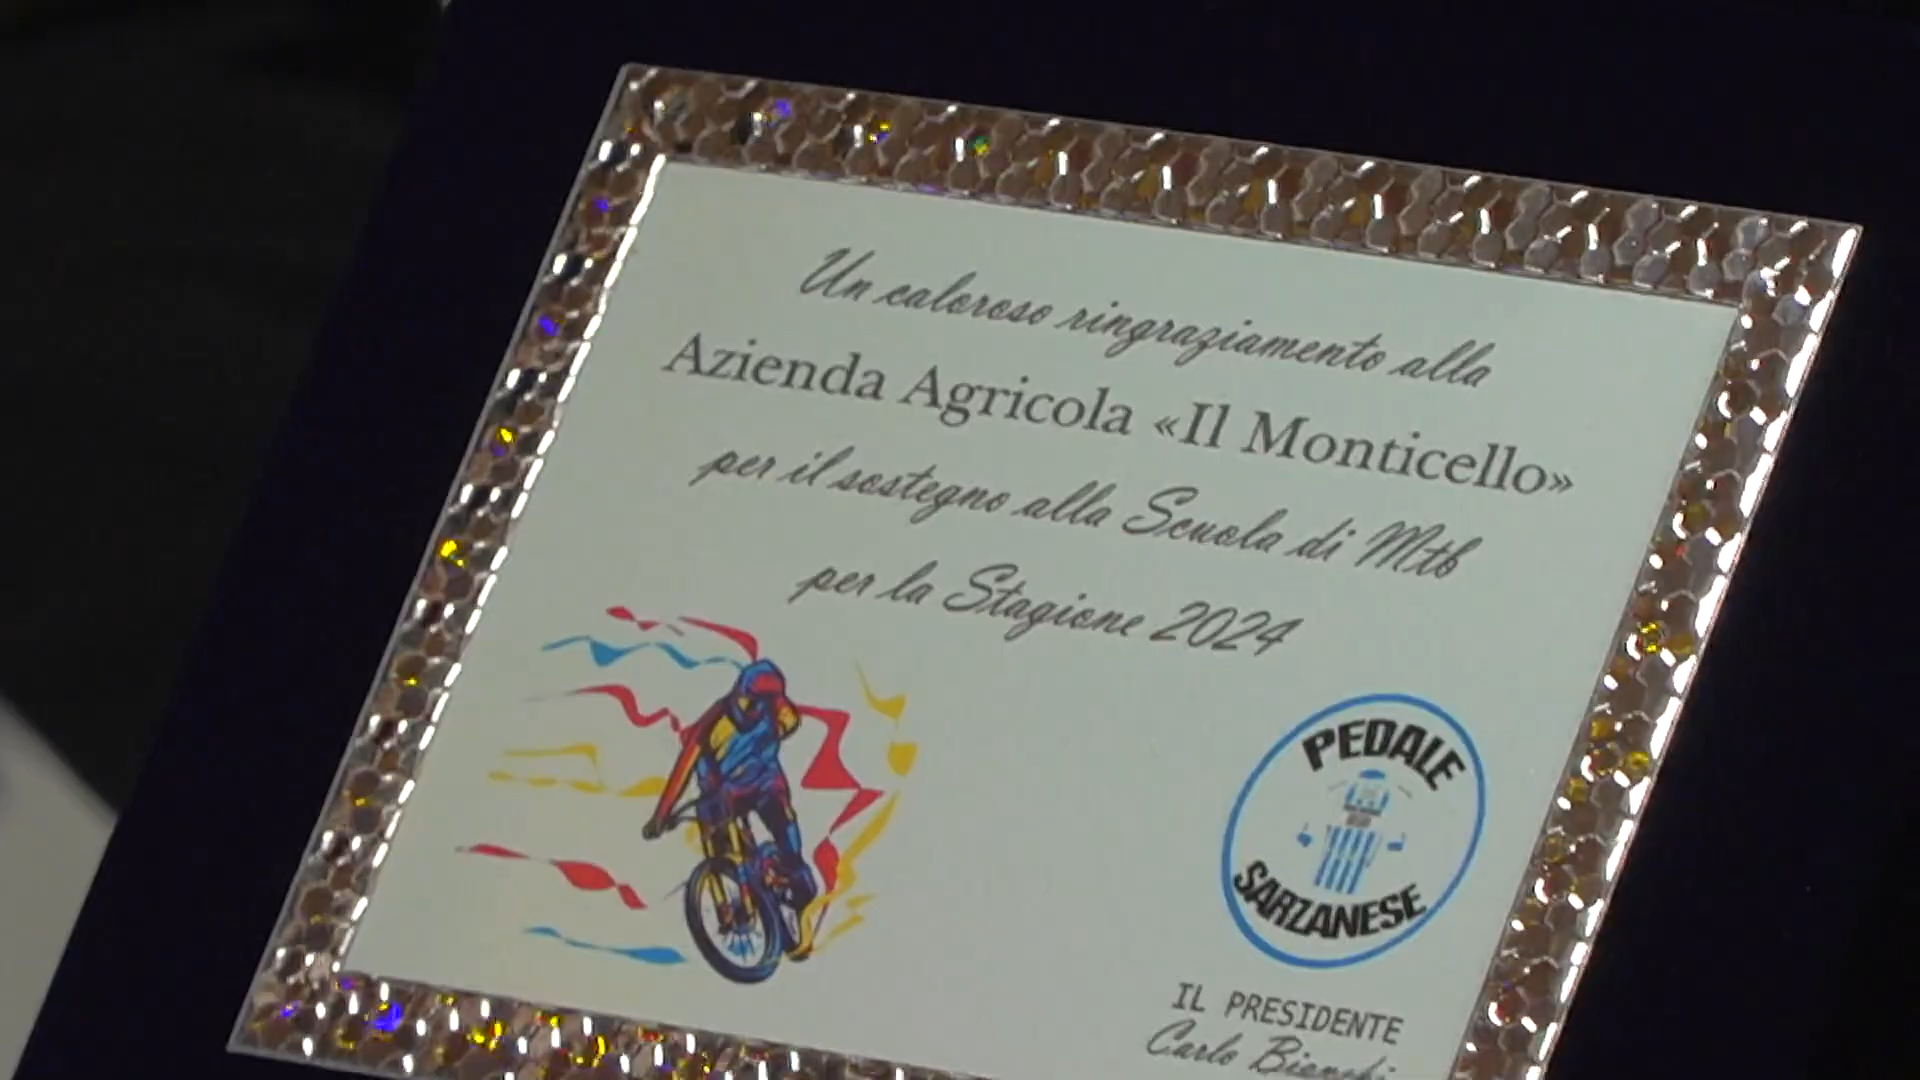 Un caloroso ringraziamento alla
Azienda Agricola «Il Monticello»
per il sostegno alla Scuola di Mtb
per la Stagione 2024
PEDALE
SARZANESE
IL PRESIDENTE
Carlo Bianchi